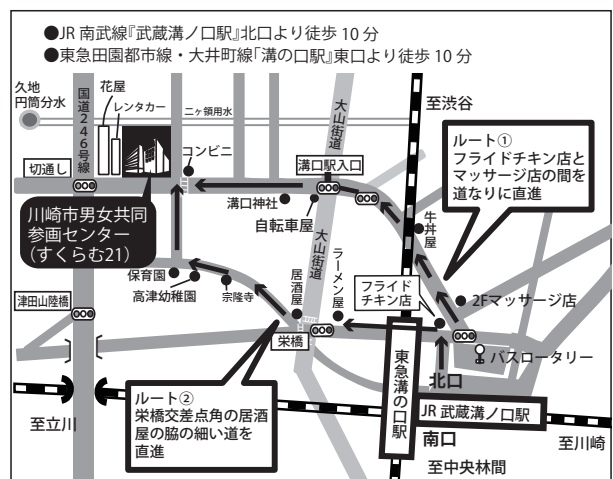 ●JR 南武線『武蔵溝ノ口駅』北口より徒歩 10 分
●東急田園都市線・大井町線「溝の口駅」東口より徒歩 10 分
久地
円筒分水
国道246号線
花屋
レンタカー
ニヶ領用水
大山街道
至渋谷
コンビニ
切通し
溝口駅入口
ルート①
フライドチキン店と
マッサージ店の間を
道なりに直進
川崎市男女共同
参画センター
(すくらむ21)
溝口神社
自転車屋
牛丼屋
大山街道
ラーメン屋
居酒屋
保育園
高津幼稚園
宗隆寺
フライド
チキン店
2Fマッサージ店
津田山陸橋
栄橋
バスロータリー
北口
東急溝の口駅
ルート②
栄橋交差点角の居酒
屋の脇の細い道を
直進
JR 武蔵溝ノ口駅
南口
至立川
至川崎
至中央林間